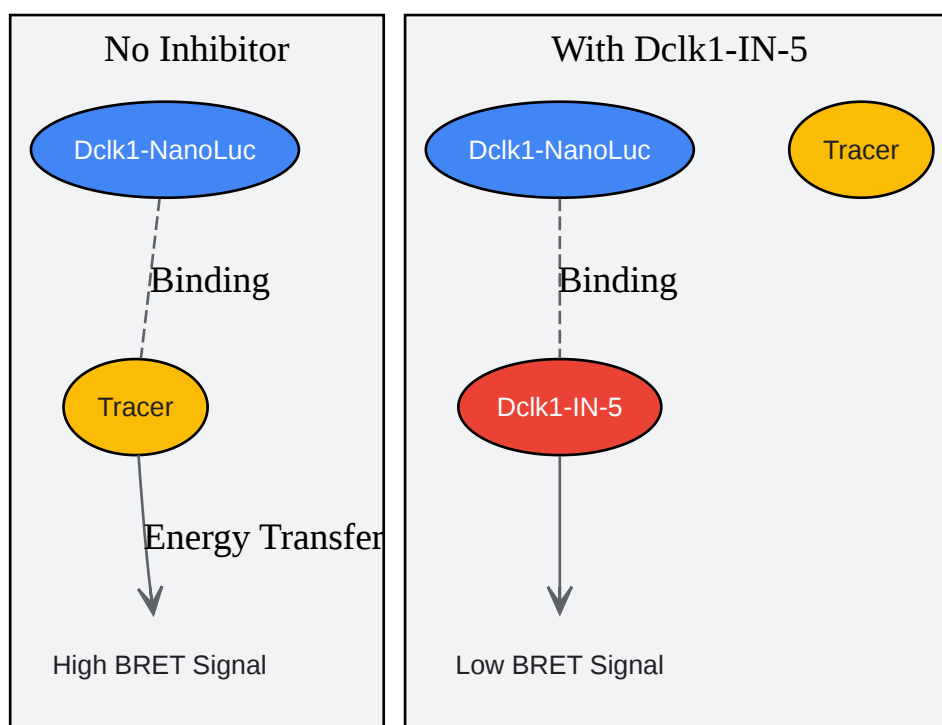 No Inhibitor
Dclk1-NanoLuc
Binding
Tracer
Energy Transfer
High BRET Signal
With Dclk1-IN-5
Dclk1-NanoLuc
Tracer
Binding
Dclk1-IN-5
Low BRET Signal